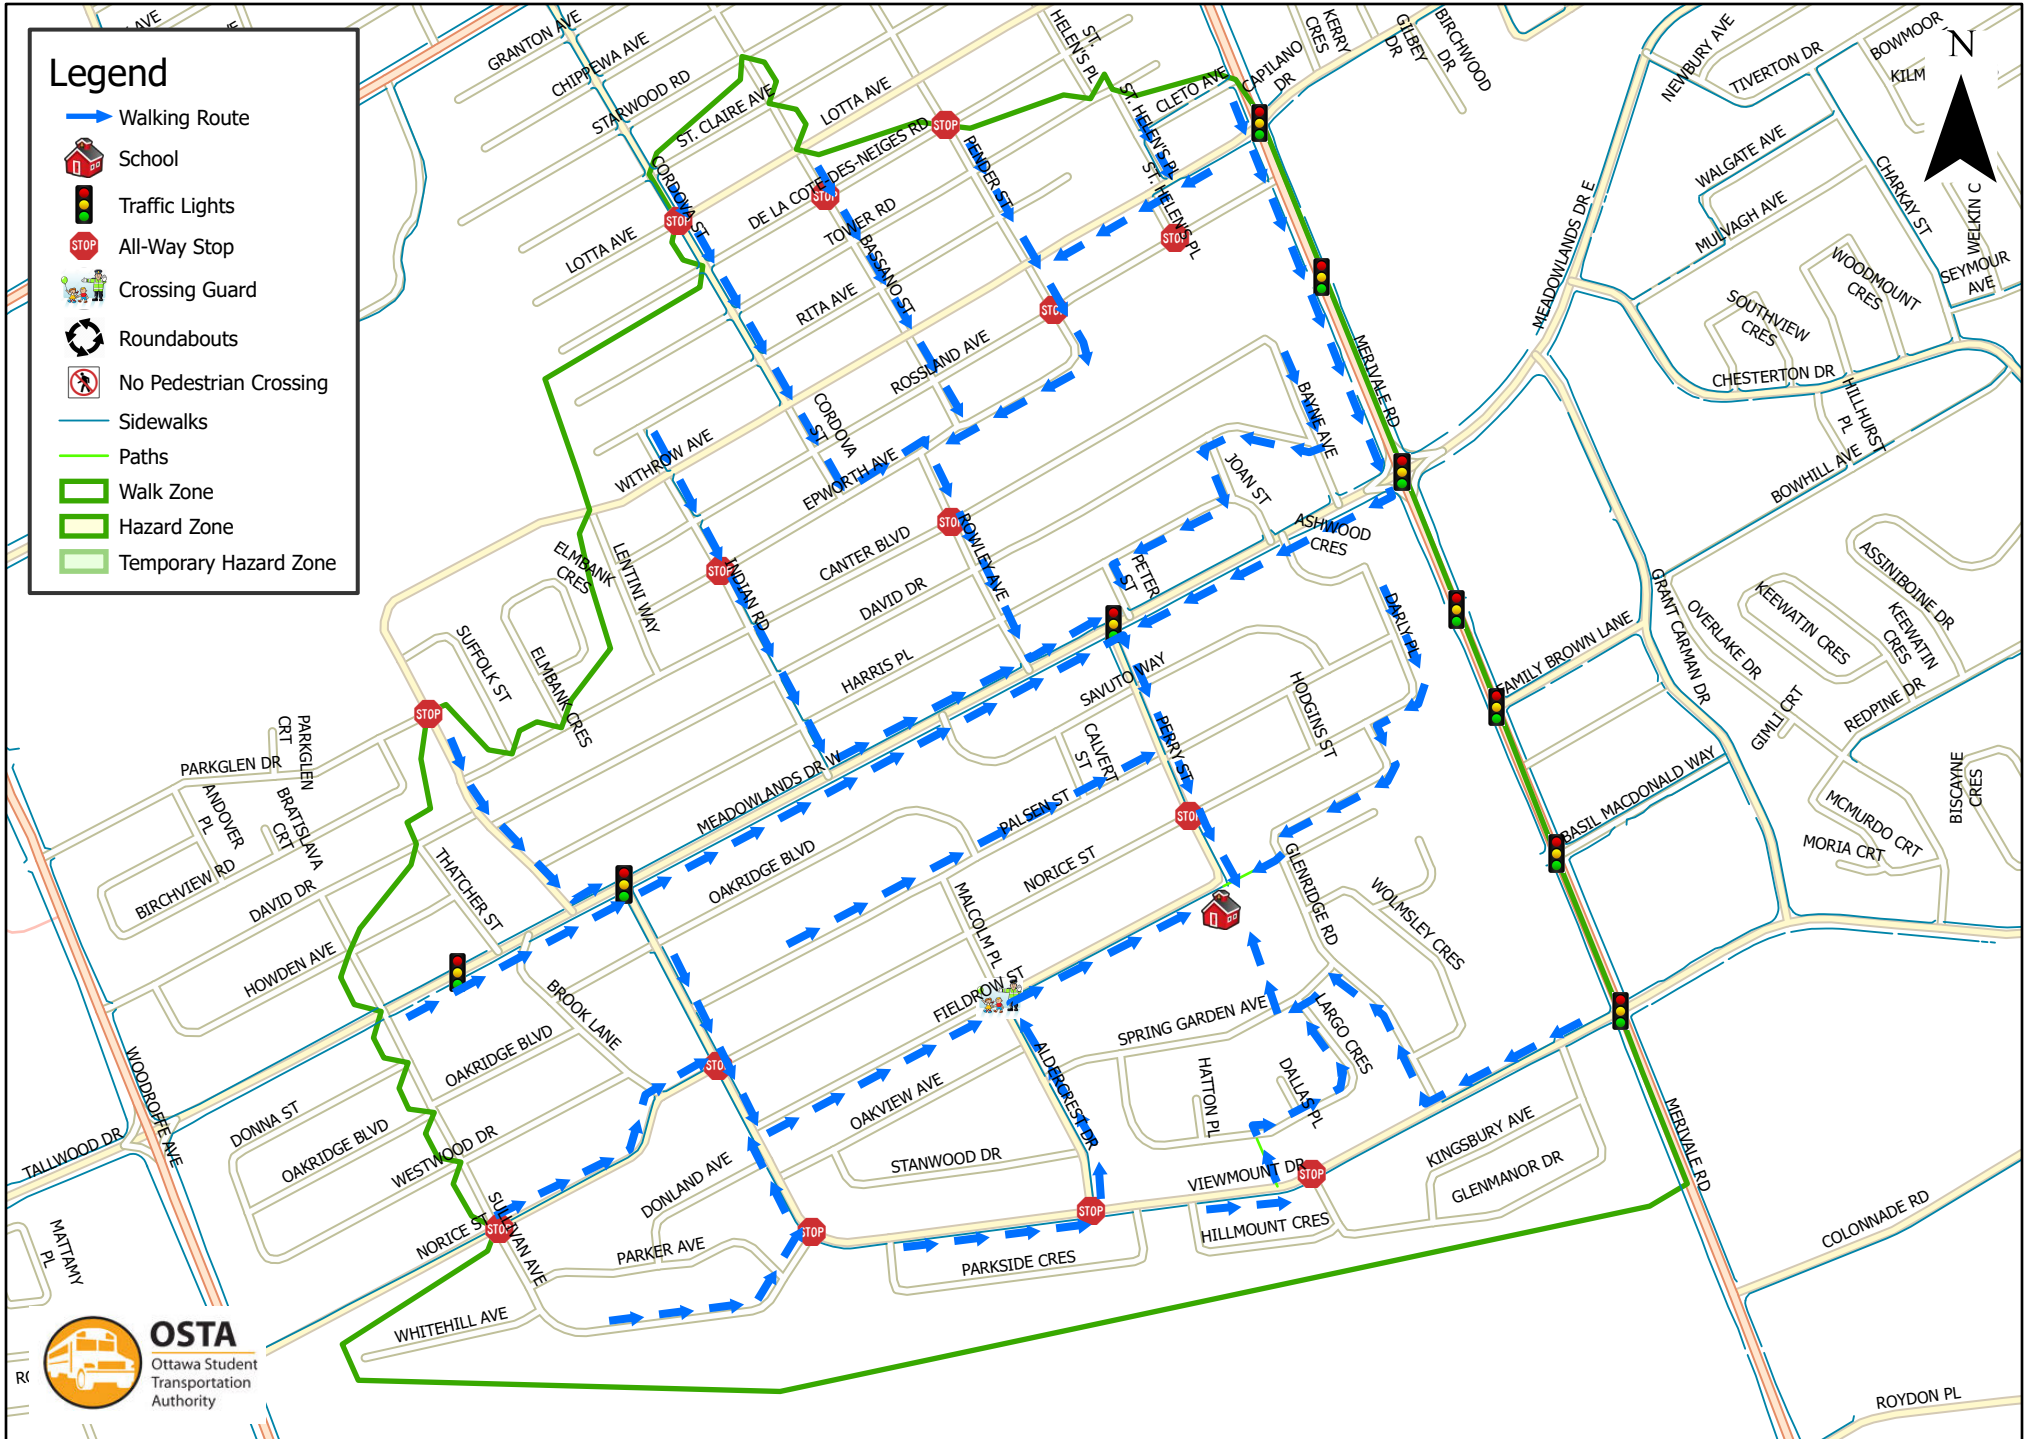 Legend
Walking Route
School
Traffic Lights
STOP
All-Way Stop
Crossing Guard
Roundabouts
No Pedestrian Crossing
Sidewalks
Paths
Walk Zone
Hazard Zone
Temporary Hazard Zone
N
AVE
GRANTON AVE
CHIPPEWA AVE
STARWOOD RD
ST. CLAIRE AVE
LOTTA AVE
DE LA COTE-DES-NEIGES RD
TOWER RD
LOTTA AVE
CORDOVA ST
BASSANO ST
PENDER ST
ST. HELEN'S PL
ST. HELEN'S PL
ST. HELEN'S PL
CLETO AVE
CAPILANO DR
KERRY CRES
GILBEY DR
BIRCHWOOD DR
NEWBURY AVE
TIVERTON DR
BOWMOOR
KILM
WALGATE AVE
MULVAGH AVE
CHARKAY ST
WELKIN C
SEYMOUR AVE
WOODMOUNT CRES
SOUTHVIEW CRES
CHESTERTON DR
HILLHURST PL
BOWHILL AVE
MEADOWLANDS DR E
MERIVALE RD
RITA AVE
ROSSLAND AVE
CORDOVA ST
WITHROW AVE
EPWORTH AVE
CANTER BLVD
DAVID DR
HARRIS PL
ROWLEY AVE
INDIAN RD
LENTINI WAY
ELMBANK CRES
ELMBANK CRES
SUFFOLK ST
BAYNE AVE
JOAN ST
ASHWOOD CRES
PETER ST
DARLY PL
SAVUTO WAY
HODGINS ST
CALVERT ST
PERRY ST
PALSEN ST
MEADOWLANDS DR W
OAKRIDGE BLVD
NORICE ST
MALCOLM PL
FIELDROW ST
GLENRIDGE RD
WOLMSLEY CRES
LARGO CRES
SPRING GARDEN AVE
DALLAS PL
HATTON PL
ALDERCREST DR
OAKVIEW AVE
STANWOOD DR
DONLAND AVE
VIEWMOUNT DR
HILLMOUNT CRES
PARKSIDE CRES
KINGSBURY AVE
GLENMANOR DR
FAMILY BROWN LANE
BASIL MACDONALD WAY
GRANT CARMAN DR
OVERLAKE DR
KEEWATIN CRES
KEEWATIN CRES
ASSINIBOINE DR
REDPINE DR
GIMLI CRT
MCMURDO CRT
MORIA CRT
BISCAYNE CRES
MERIVALE RD
COLONNADE RD
ROYDON PL
PARKGLEN DR
PARKGLEN CRT
ANDOVER PL
BRATISLAVA CRT
BIRCHVIEW RD
DAVID DR
HOWDEN AVE
THATCHER ST
BROOK LANE
OAKRIDGE BLVD
DONNA ST
OAKRIDGE BLVD
WESTWOOD DR
NORICE ST
SULLIVAN AVE
PARKER AVE
WHITEHILL AVE
WOODROFFE AVE
TALLWOOD DR
MATTAMY PL
OSTA
Ottawa Student
Transportation
Authority